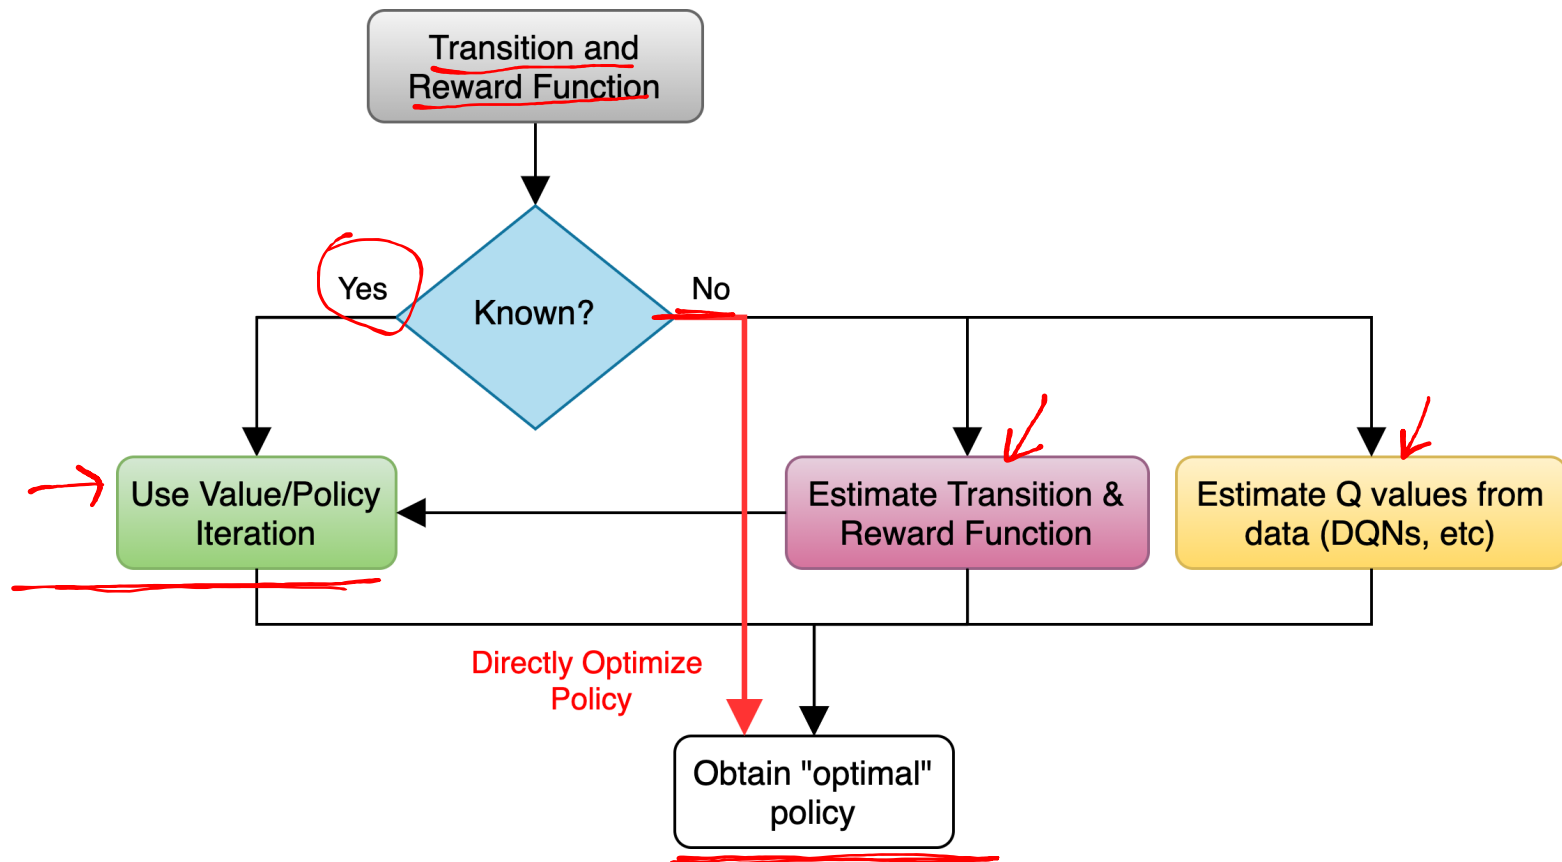 Transition and
Reward Function
Yes
Known?
No
Use Value/Policy
Iteration
Estimate Transition &
Reward Function
Estimate Q values from
data (DQNs, etc)
Directly Optimize
Policy
Obtain "optimal"
policy